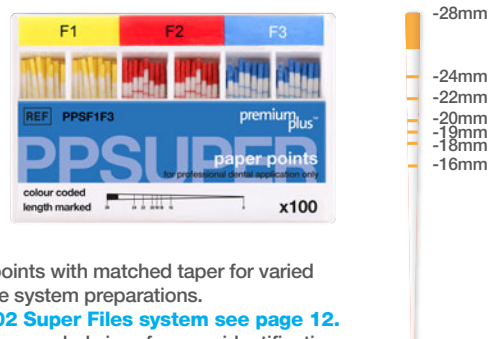 F1 F2 F3
REF PPSF1F3
premiumplus™
PPSUPER
paper points
for professional dental application only
colour coded
length marked
x100
-28mm
-24mm
-22mm
-20mm
-19mm
-18mm
-16mm
points with matched taper for varied
system preparations.
02 Super Files system see page 12.